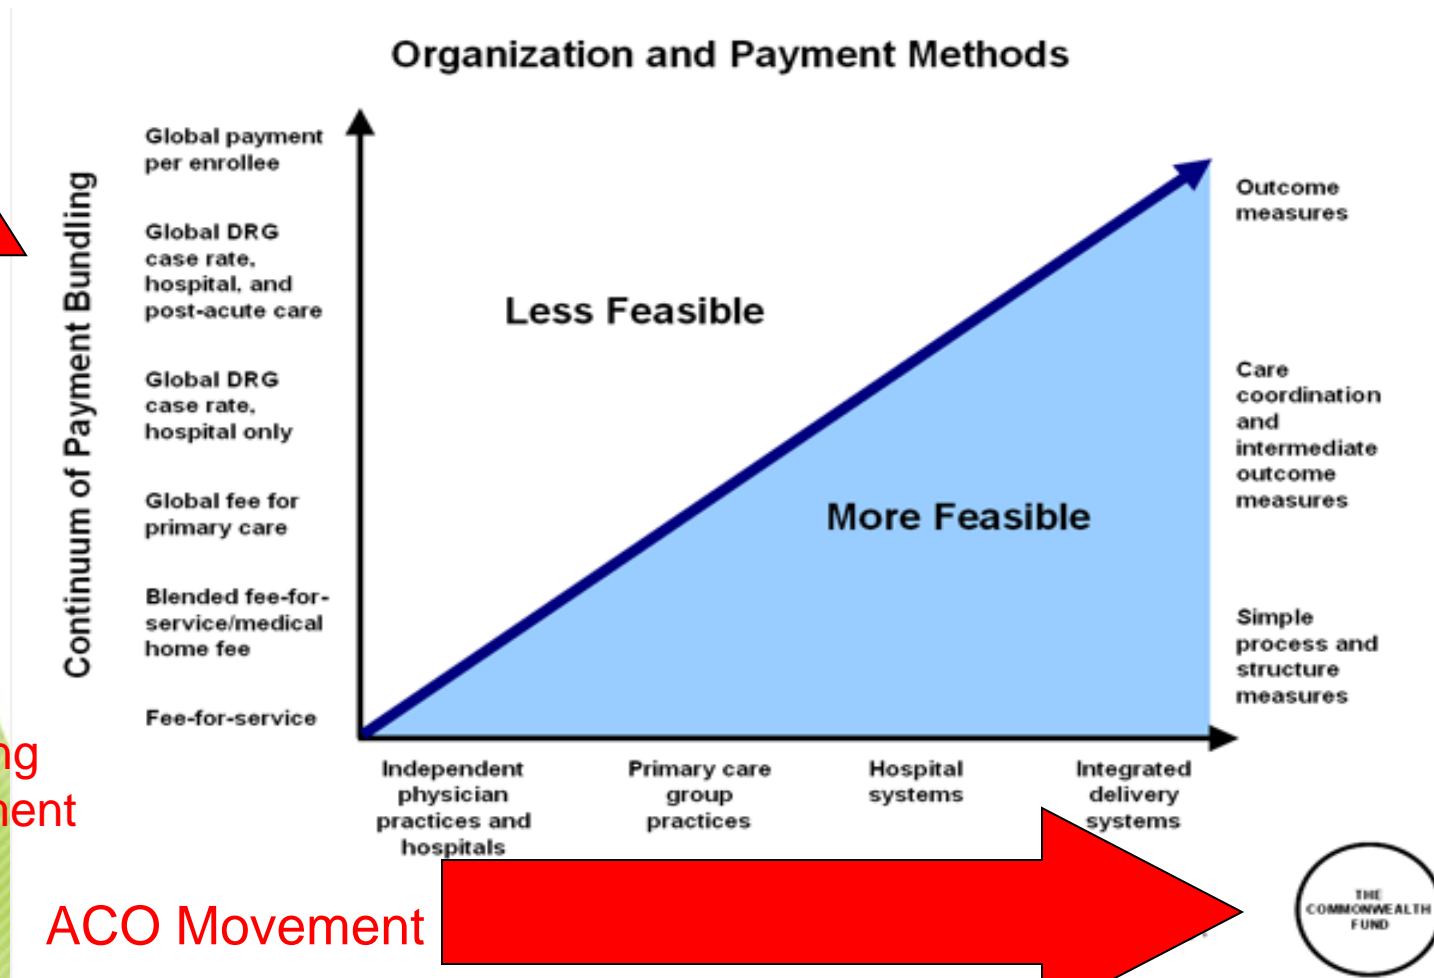 Organization and Payment Methods
Continuum of Payment Bundling
Global payment
per enrollee
Global DRG
case rate,
hospital, and
post-acute care
Global DRG
case rate,
hospital only
Global fee for
primary care
Blended fee-for-
service/medical
home fee
Fee-for-service
Less Feasible
More Feasible
Outcome
measures
Care
coordination
and
intermediate
outcome
measures
Simple
process and
structure
measures
Independent
physician
practices and
hospitals
Primary care
group
practices
Hospital
systems
Integrated
delivery
systems
ACO Movement
THE
COMMONWEALTH
FUND